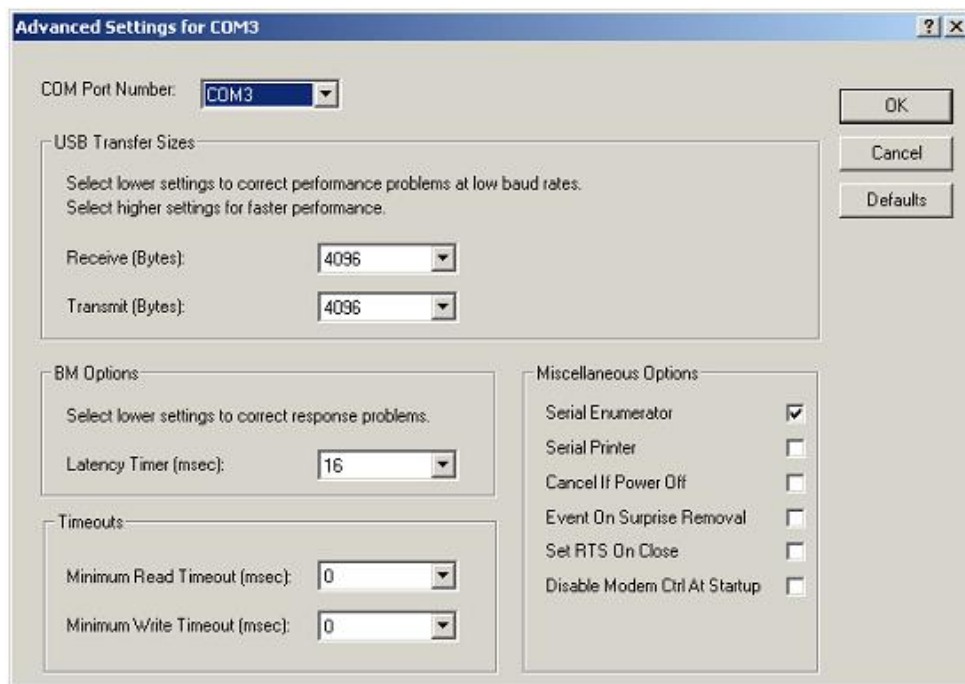 Advanced Settings for COM3
COM Port Number: COM3
OK
Cancel
Defaults
USB Transfer Sizes
Select lower settings to correct performance problems at low baud rates.
Select higher settings for faster performance.
Receive (Bytes): 4096
Transmit (Bytes): 4096
BM Options
Select lower settings to correct response problems.
Latency Timer (msec): 16
Timeouts
Minimum Read Timeout (msec): 0
Minimum Write Timeout (msec): 0
Miscellaneous Options
Serial Enumerator
Serial Printer
Cancel If Power Off
Event On Surprise Removal
Set RTS On Close
Disable Modem Ctrl At Startup